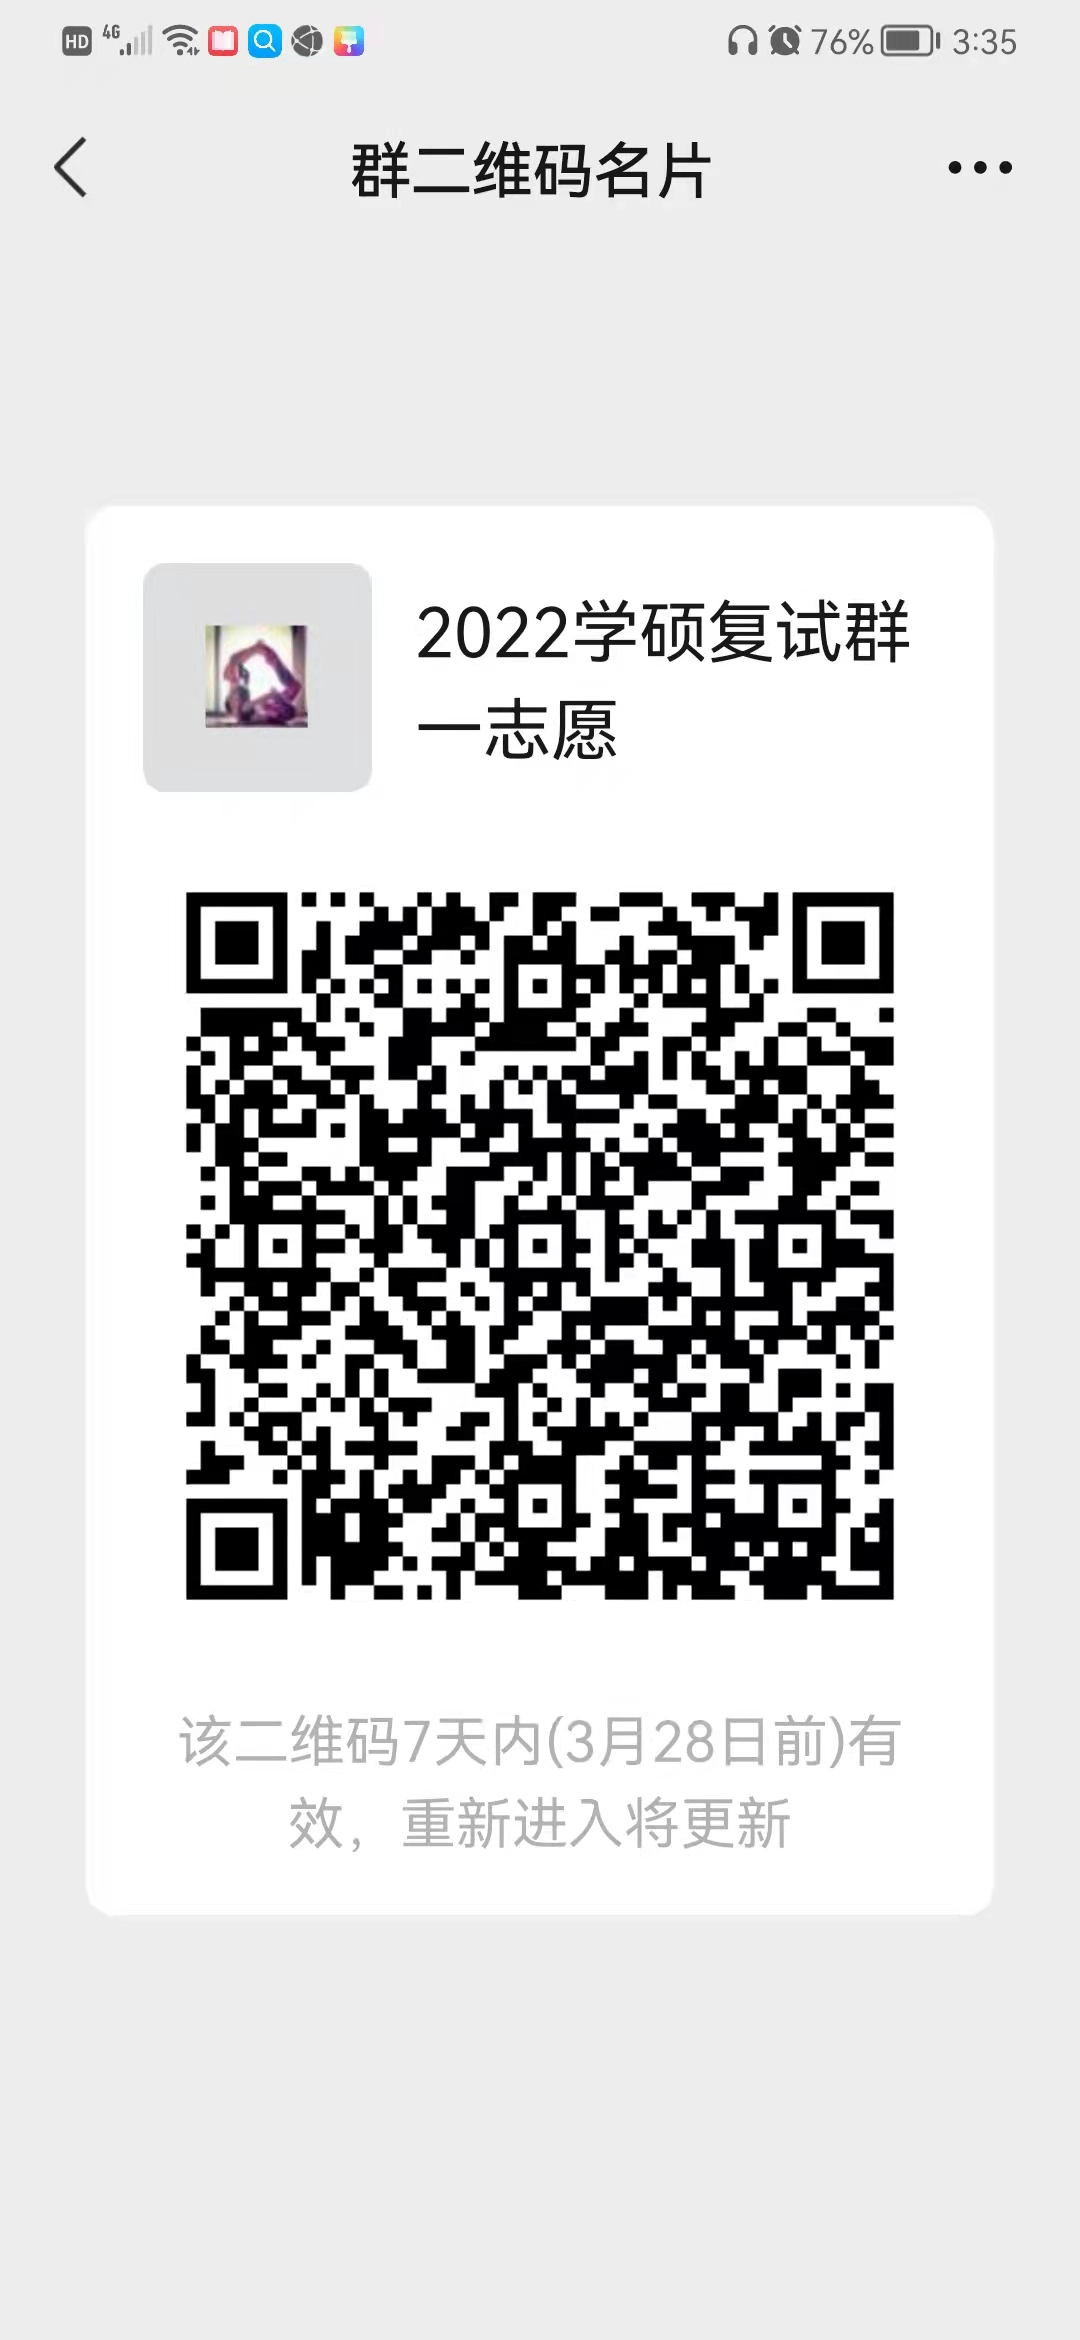 HD 4G 76% 3:35
群二维码名片
2022学硕复试群
一志愿
该二维码7天内(3月28日前)有
效，重新进入将更新